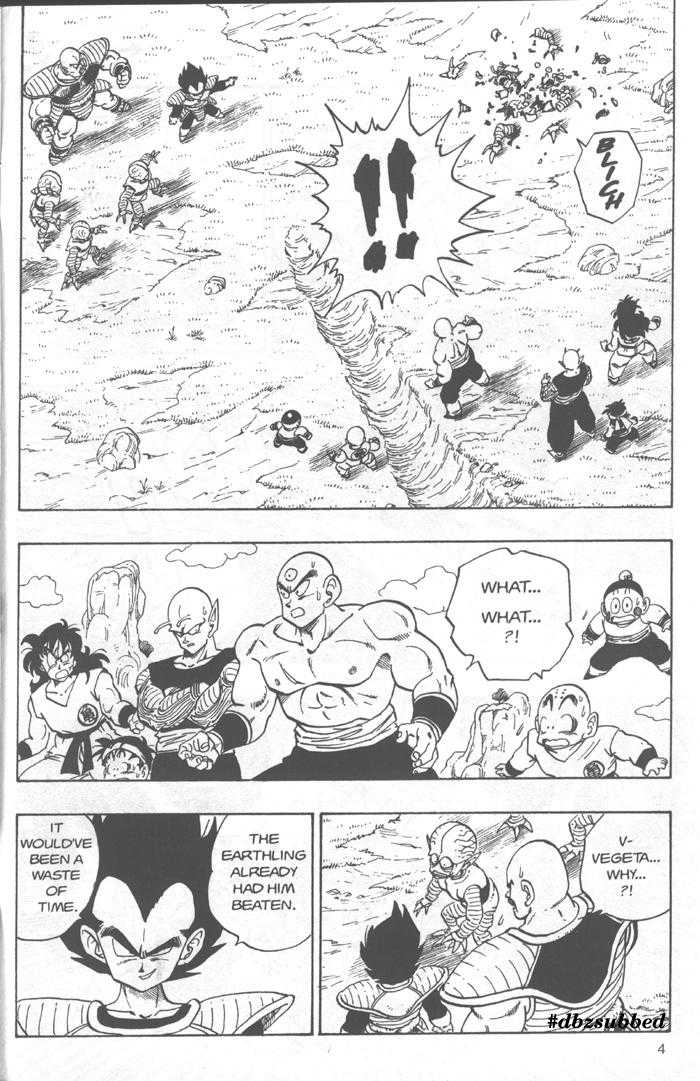 !!
BLICH
WHAT...
WHAT...
?!
IT
WOULD'VE
BEEN A
WASTE
OF
TIME.
THE
EARTHLING
ALREADY
HAD HIM
BEATEN.
V-
VEGETA...
WHY...
?!
#dbzsubbed
4